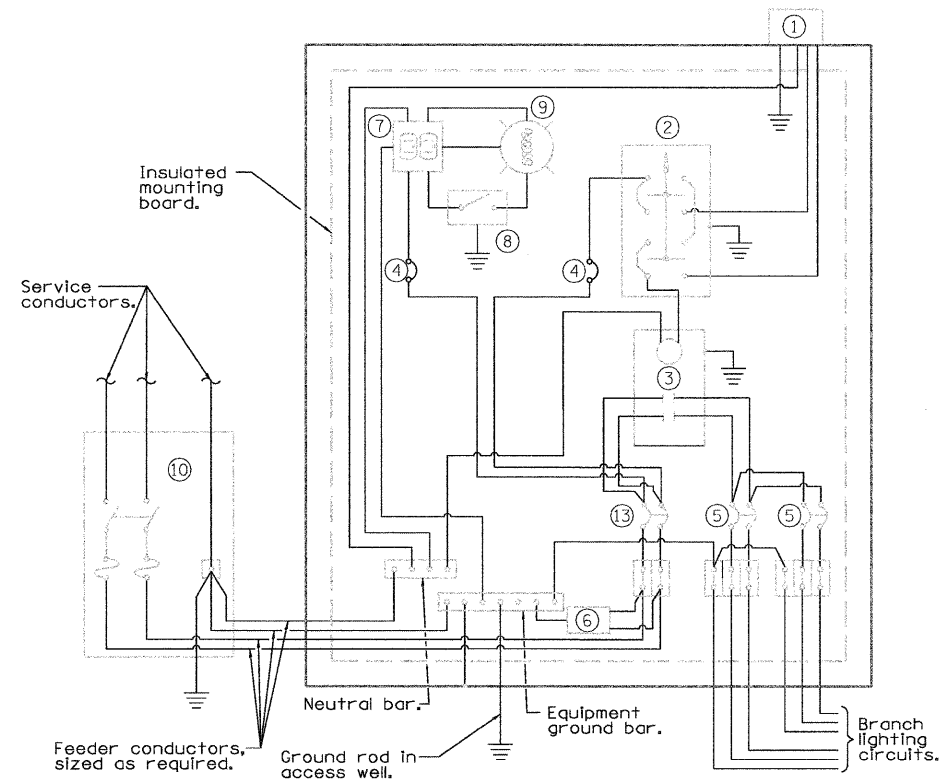 1
9
7
2
Insulated
mounting
board.
8
4
4
Service
conductors.
3
10
13
5
5
6
Neutral bar.
Equipment
ground bar.
Branch
lighting
circuits.
Feeder conductors,
sized as required.
Ground rod in
access well.